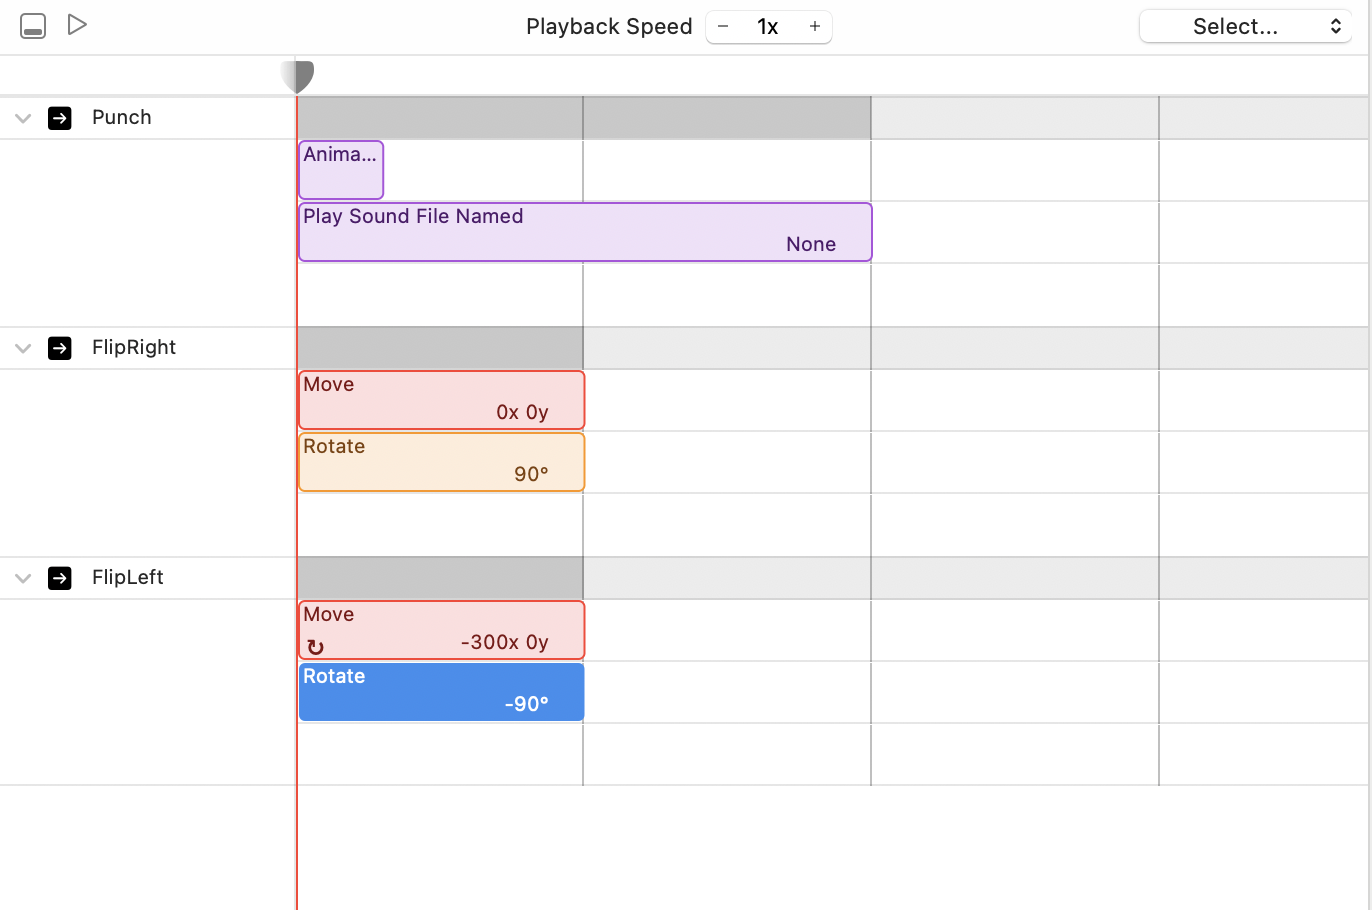 Playback Speed − 1x + Select...
Punch
Anima...
Play Sound File Named
None
FlipRight
Move
0x 0y
Rotate
90°
FlipLeft
Move
-300x 0y
Rotate
-90°